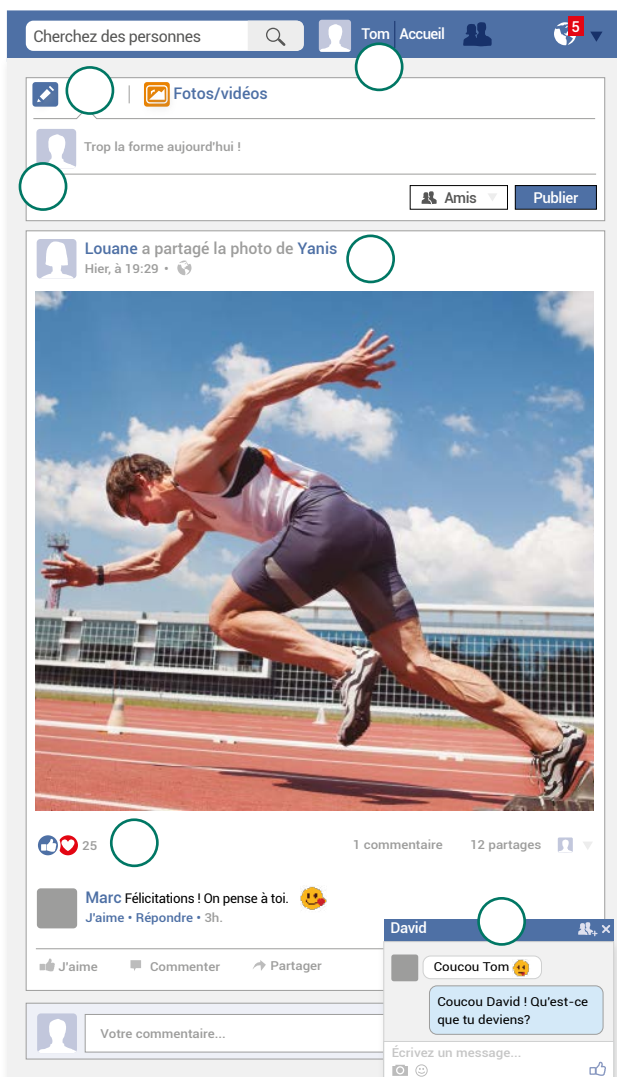 Cherchez des personnes
Tom Accueil
5
Fotos/vidéos
Trop la forme aujourd'hui !
Amis
Publier
Louane a partagé la photo de Yanis
Hier, à 19:29 •
25
1 commentaire 12 partages
Marc Félicitations ! On pense à toi.
J'aime • Répondre • 3h.
J'aime Commenter Partager
Votre commentaire...
David
Coucou Tom
Coucou David ! Qu'est-ce
que tu deviens?
Écrivez un message...